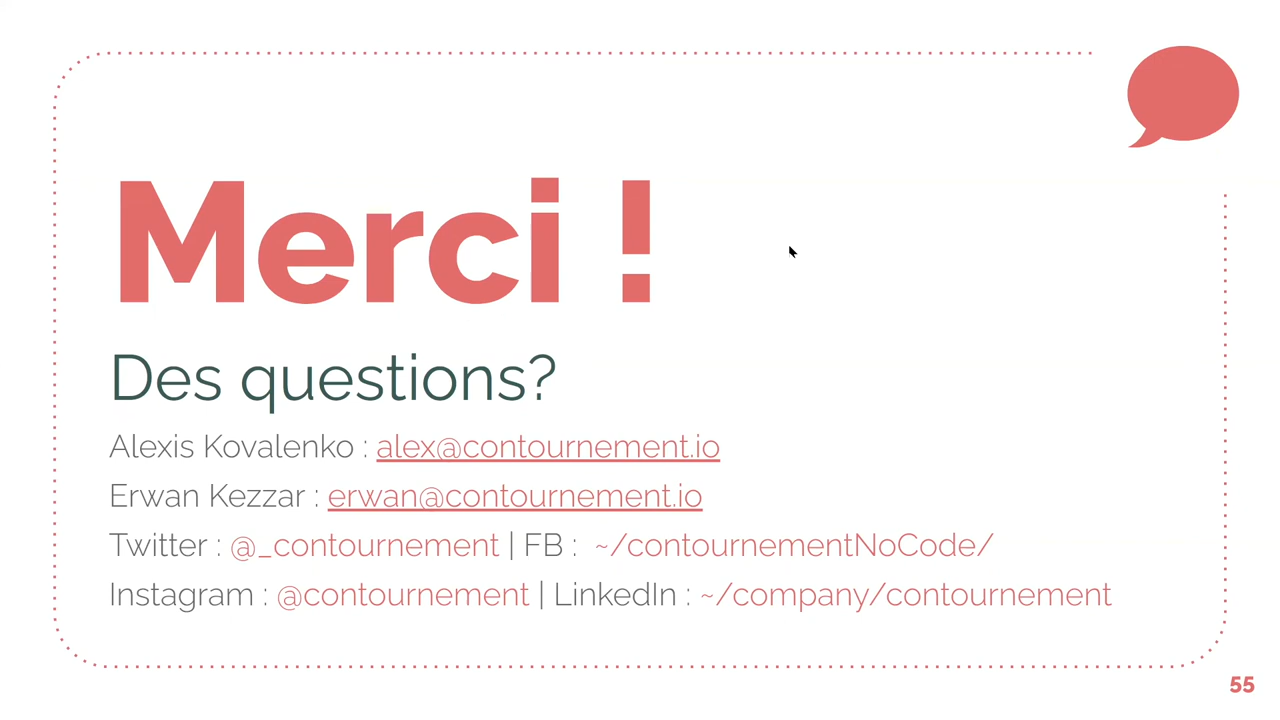 Merci !
Des questions?
Alexis Kovalenko : alex@contournement.io
Erwan Kezzar : erwan@contournement.io
Twitter : @_contournement | FB : ~/contournementNoCode/
Instagram : @contournement | LinkedIn : ~/company/contournement
55